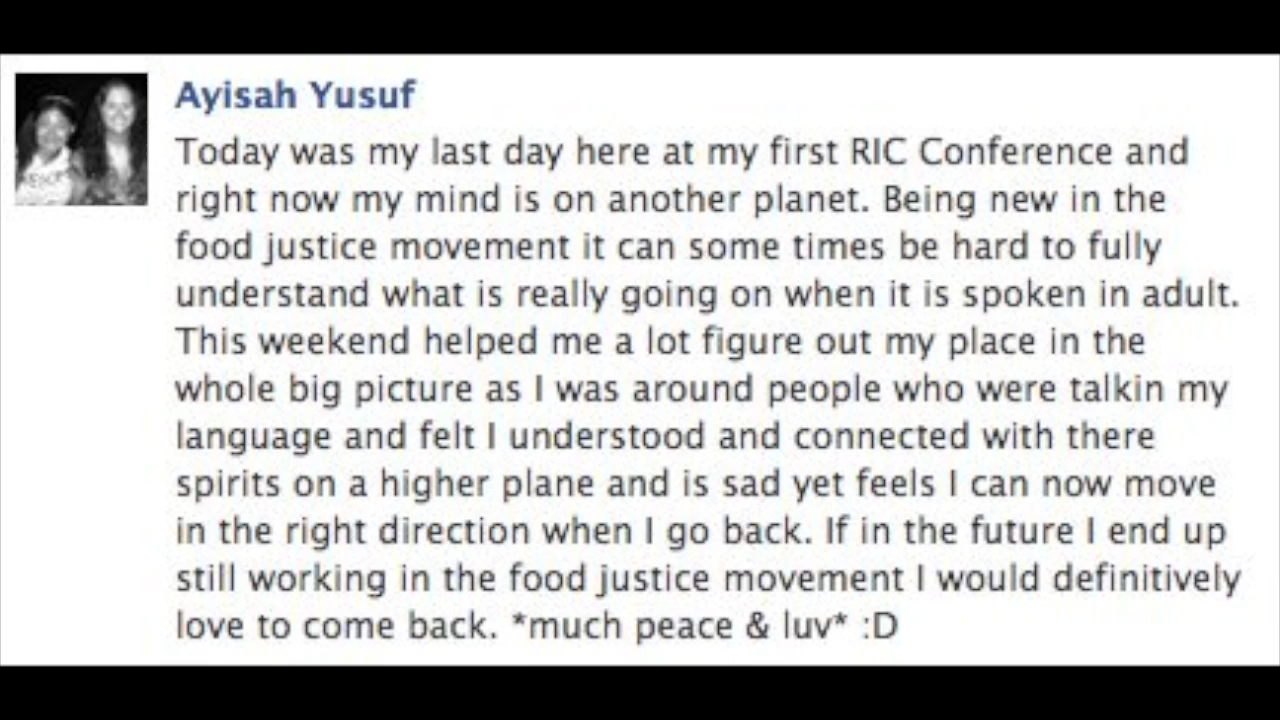 Ayisah Yusuf
Today was my last day here at my first RIC Conference and
right now my mind is on another planet. Being new in the
food justice movement it can some times be hard to fully
understand what is really going on when it is spoken in adult.
This weekend helped me a lot figure out my place in the
whole big picture as I was around people who were talkin my
language and felt I understood and connected with there
spirits on a higher plane and is sad yet feels I can now move
in the right direction when I go back. If in the future I end up
still working in the food justice movement I would definitively
love to come back. *much peace & luv* :D